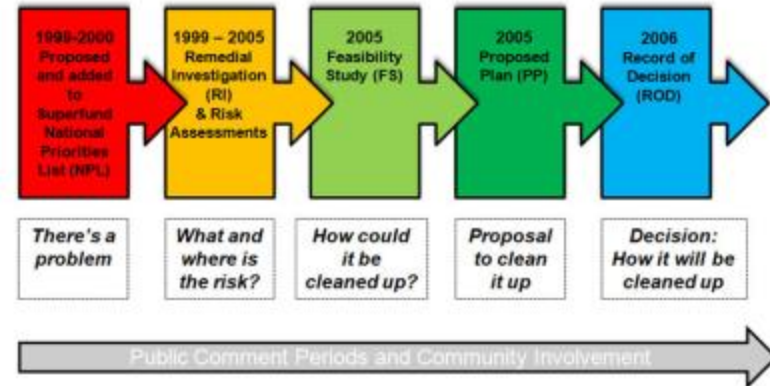 1998-2000
Proposed
and added
to
Superfund
National
Priorities
List (NPL)
1999 – 2005
Remedial
Investigation
(RI)
& Risk
Assessments
2005
Feasibility
Study (FS)
2005
Proposed
Plan (PP)
2006
Record of
Decision
(ROD)
There's a
problem
What and
where is
the risk?
How could
it be
cleaned up?
Proposal
to clean
it up
Decision:
How it will be
cleaned up
Public Comment Periods and Community Involvement